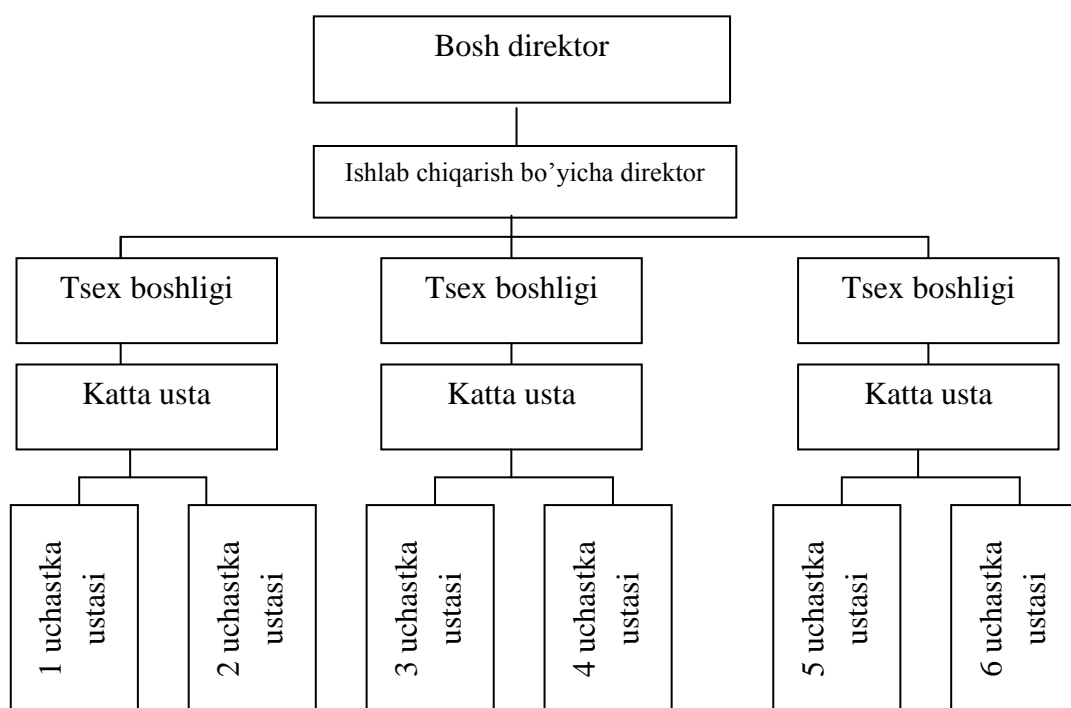 Bosh direktor
Ishlab chiqarish bo’yicha direktor
Tsex boshligi
Tsex boshligi
Tsex boshligi
Katta usta
Katta usta
Katta usta
1 uchastka
ustasi
2 uchastka
ustasi
3 uchastka
ustasi
4 uchastka
ustasi
5 uchastka
ustasi
6 uchastka
ustasi